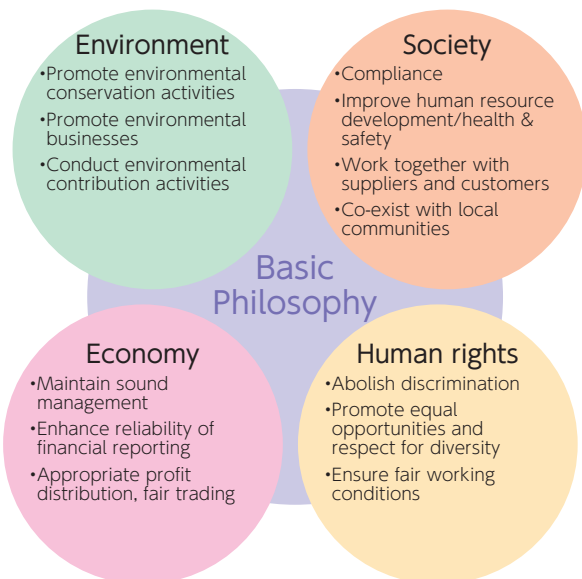 Environment
•Promote environmental
conservation activities
•Promote environmental
businesses
•Conduct environmental
contribution activities
Society
•Compliance
•Improve human resource
development/health &
safety
•Work together with
suppliers and customers
•Co-exist with local
communities
Basic
Philosophy
Economy
•Maintain sound
management
•Enhance reliability of
financial reporting
•Appropriate profit
distribution, fair trading
Human rights
•Abolish discrimination
•Promote equal
opportunities and
respect for diversity
•Ensure fair working
conditions